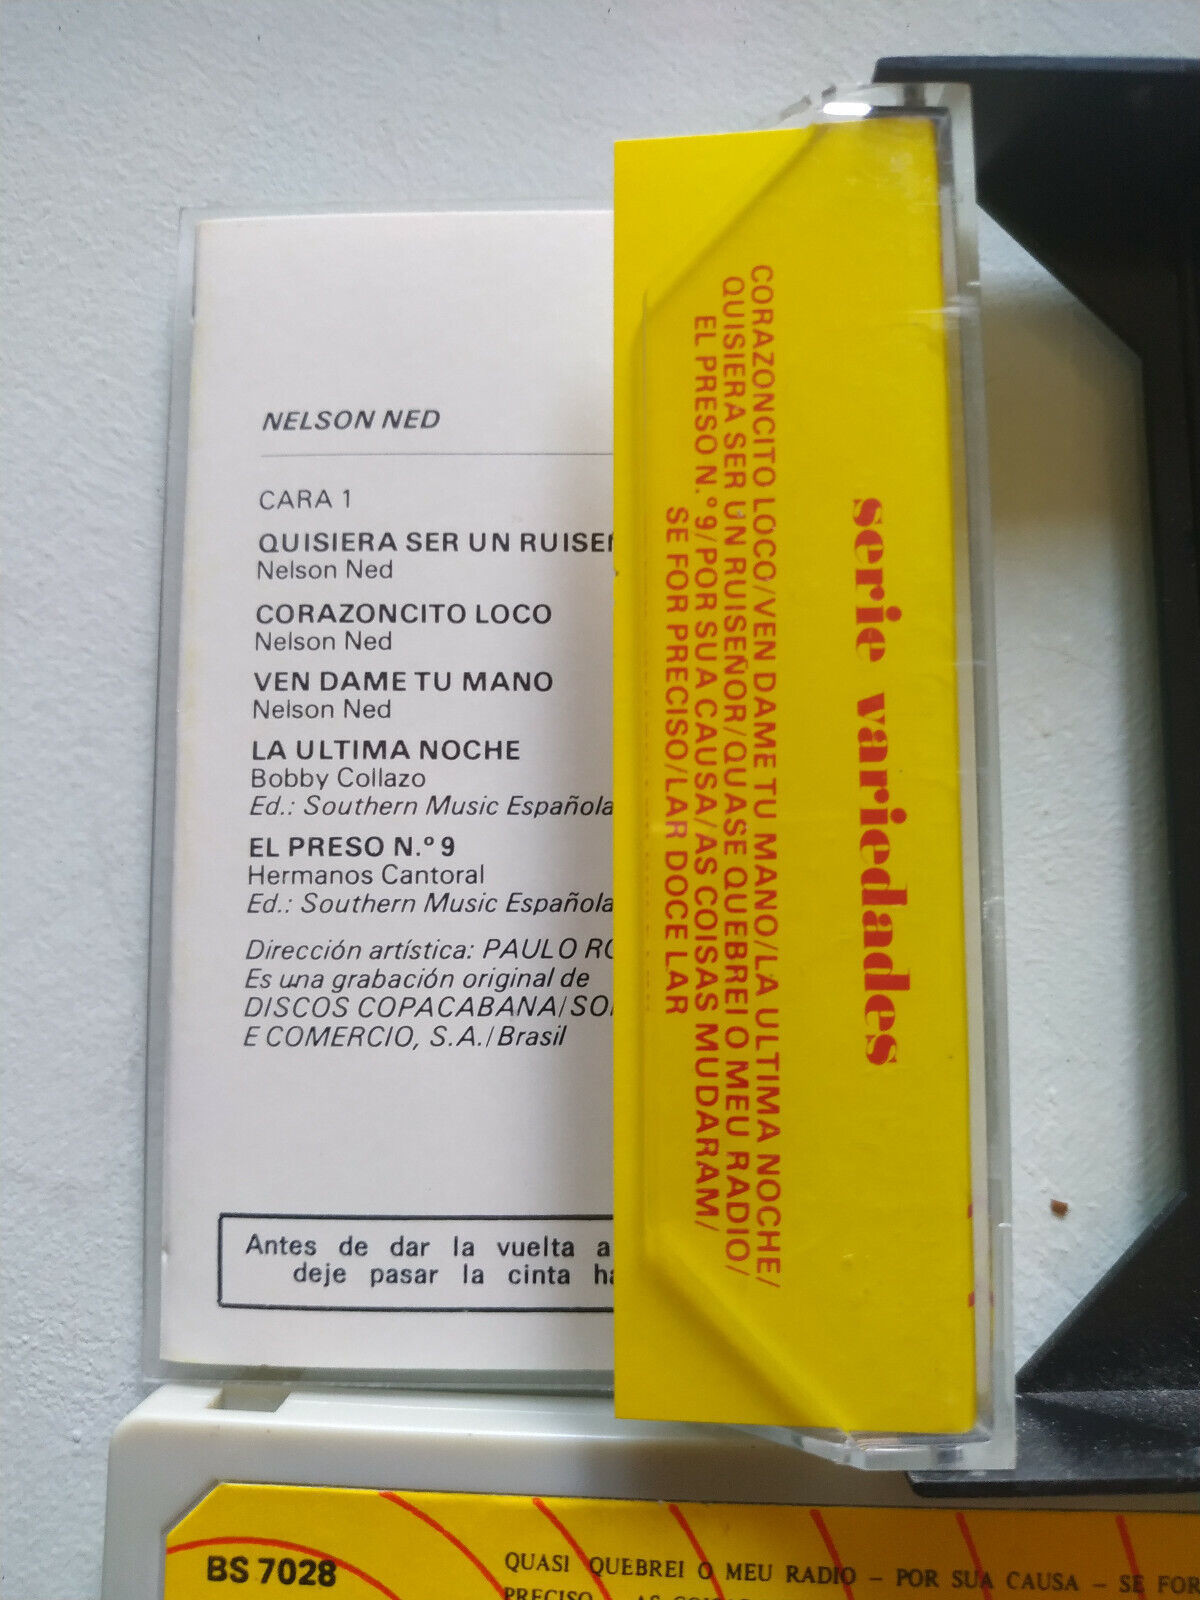 NELSON NED
CARA 1
QUISIERA SER UN
Nelson Ned
CORAZONCITO LOCO
Nelson Ned
VEN DAME TU MANO
Nelson Ned
LA ULTIMA NOCHE
Bobby Collazo
Ed.: Southern Music Española
EL PRESO N.º 9
Hermanos Cantoral
Ed.: Southern Music Española
Dirección artística: PAULO
Es una grabación original de
DISCOS COPACABANA/
E COMERCIO, S.A./Brasil
Antes de dar la vuelta a
deje pasar la cinta
serie variedades
CORAZONCITO LOCO/VEN DAME TU MANO/LA ULTIMA NOCHE/
QUISIERA SER UN RUISEÑOR/QUASE QUEBREI O MEU RADIO/
EL PRESO N.º 9/POR SUA CAUSA/AS COISAS MUDARAM/
SE FOR PRECISO/LAR DOCE LAR
BS 7028
QUASI QUEBREI O MEU RADIO – POR SUA CAUSA – SE FOR
PRECISO